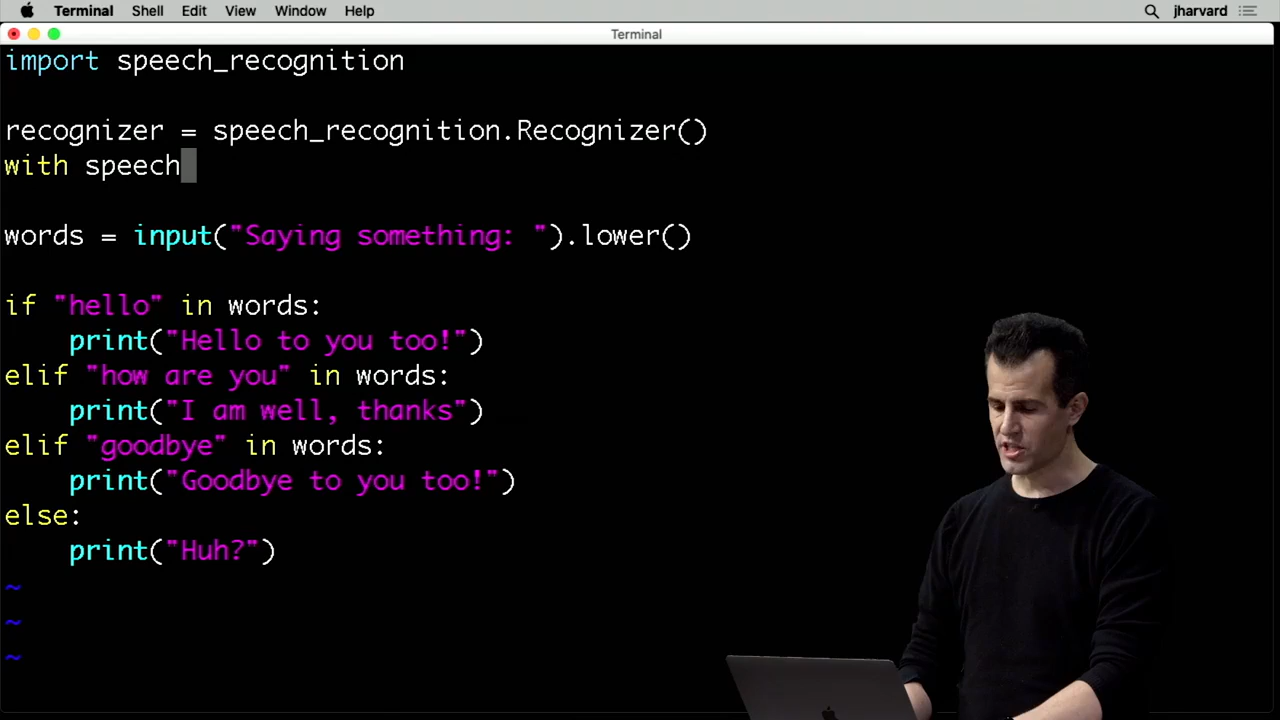 Terminal Shell Edit View Window Help jharvard
Terminal
import speech_recognition
recognizer = speech_recognition.Recognizer()
with speech
words = input("Saying something: ").lower()
if "hello" in words:
    print("Hello to you too!")
elif "how are you" in words:
    print("I am well, thanks")
elif "goodbye" in words:
    print("Goodbye to you too!")
else:
    print("Huh?")
~
~
~